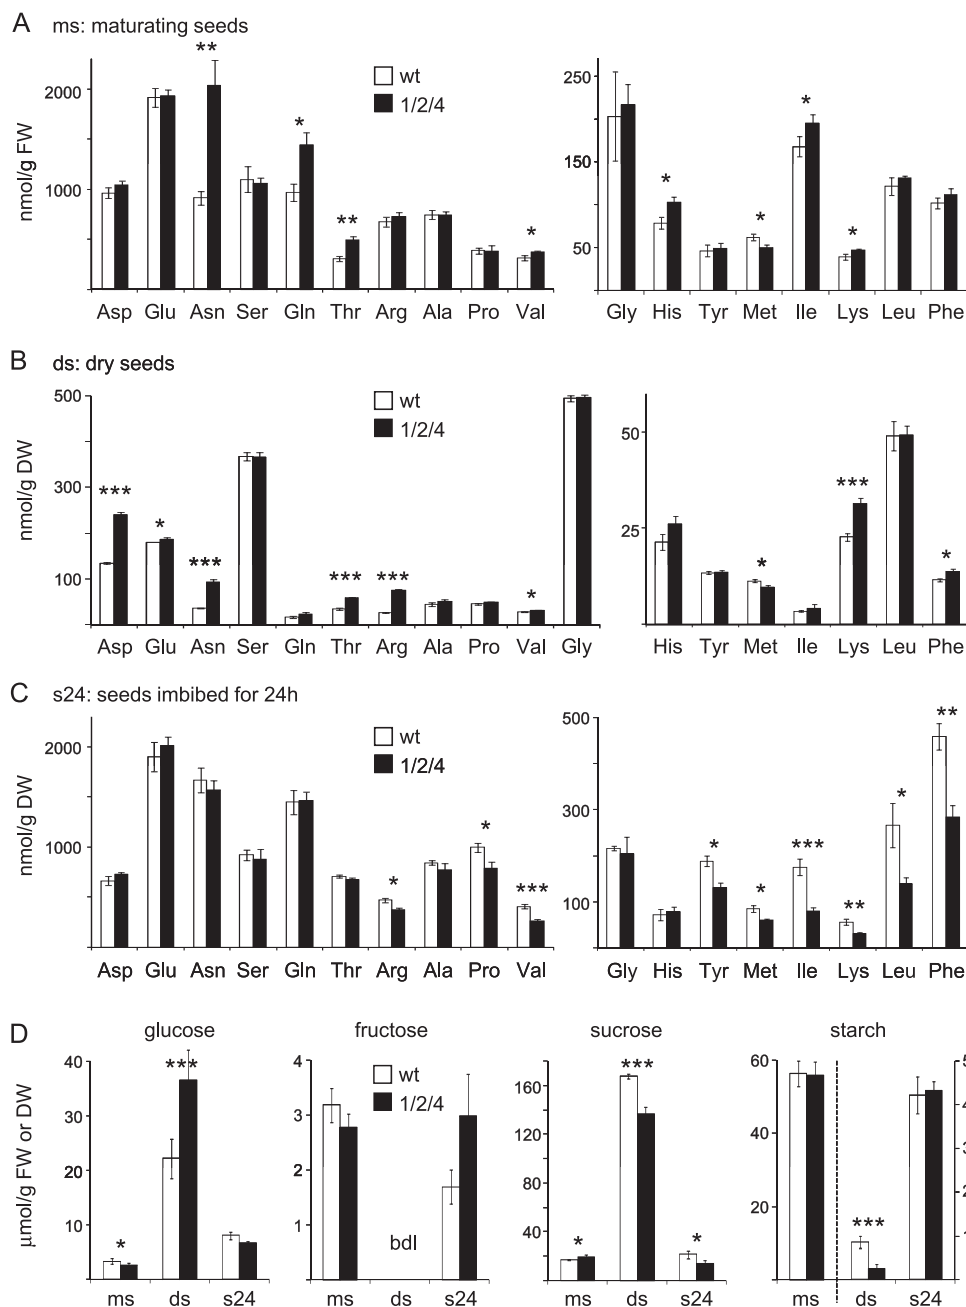 A ms: maturating seeds
nmol/g FW
2000
1000
wt
1/2/4
** * ** *
Asp Glu Asn Ser Gln Thr Arg Ala Pro Val
250
150
50
* * * *
Gly His Tyr Met Ile Lys Leu Phe
B ds: dry seeds
nmol/g DW
500
300
100
wt
1/2/4
*** * *** *** *** *
Asp Glu Asn Ser Gln Thr Arg Ala Pro Val Gly
50
25
* *** *
His Tyr Met Ile Lys Leu Phe
C s24: seeds imbibed for 24h
nmol/g DW
2000
1000
wt
1/2/4
* * ***
Asp Glu Asn Ser Gln Thr Arg Ala Pro Val
500
300
100
* * *** ** * **
Gly His Tyr Met Ile Lys Leu Phe
D glucose fructose sucrose starch
μmol/g FW or DW
40
30
20
10
* ***
ms ds s24
4
3
2
1
wt
1/2/4
bdl
ms ds s24
160
120
80
40
* *** *
ms ds s24
60
40
20
***
5
4
3
2
1
ms ds s24